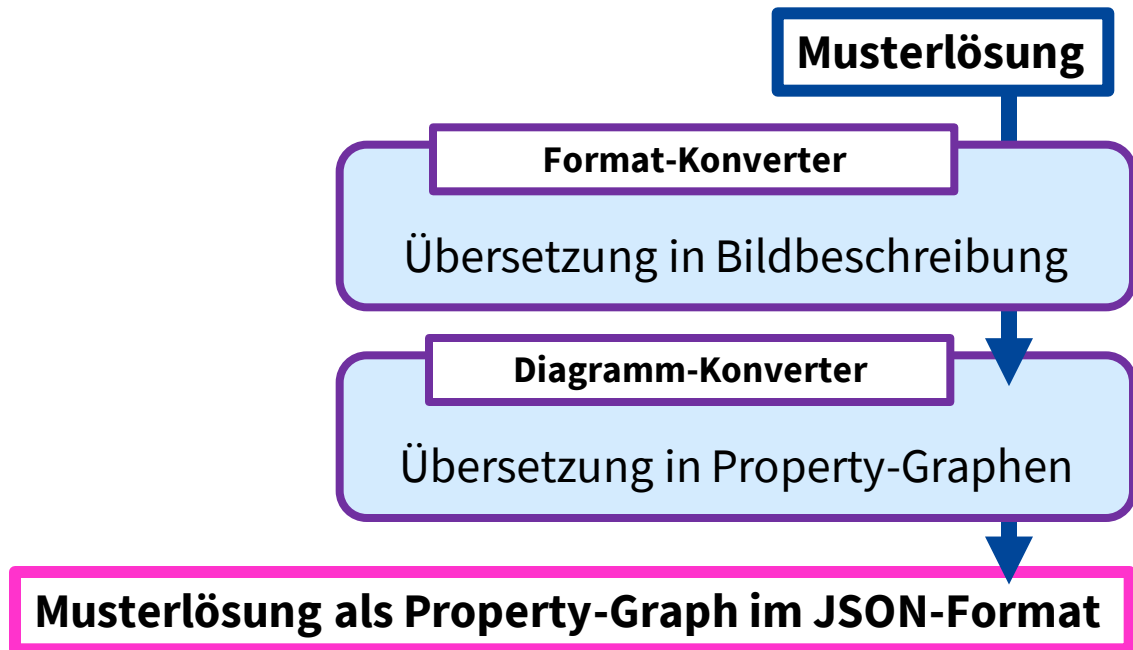 Musterlösung
Format-Konverter
Übersetzung in Bildbeschreibung
Diagramm-Konverter
Übersetzung in Property-Graphen
Musterlösung als Property-Graph im JSON-Format